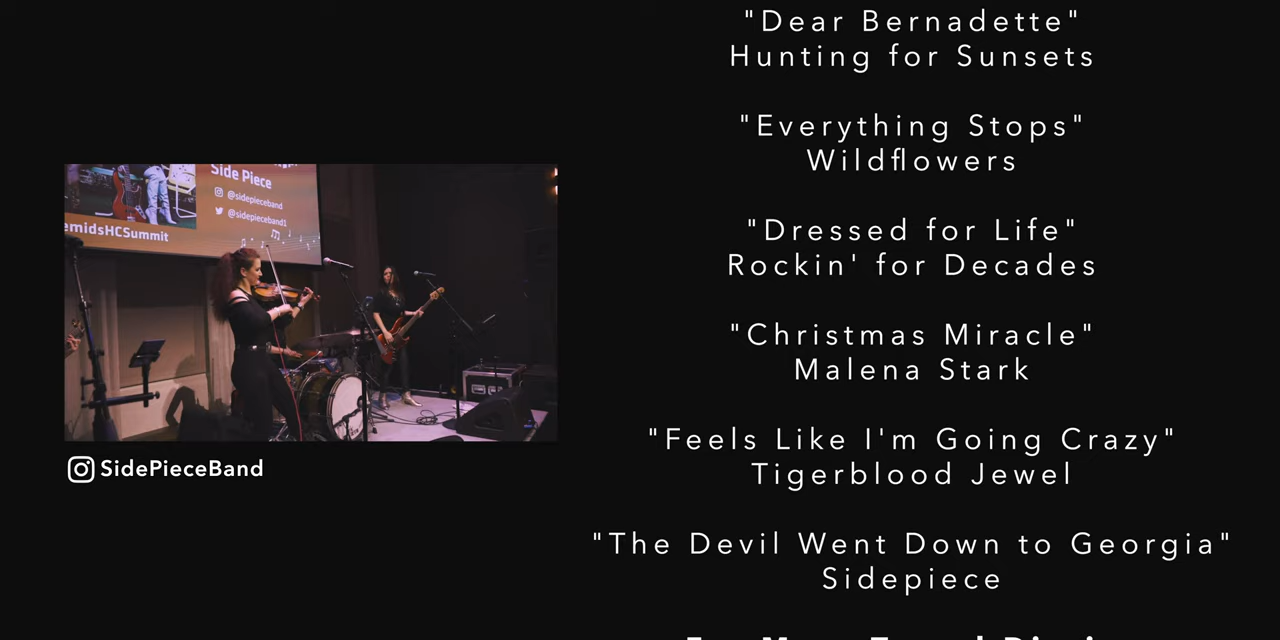 Side Piece
@sidepieceband
@sidepieceband1
emidsHCSummit
SidePieceBand
"Dear Bernadette"
Hunting for Sunsets
"Everything Stops"
Wildflowers
"Dressed for Life"
Rockin' for Decades
"Christmas Miracle"
Malena Stark
"Feels Like I'm Going Crazy"
Tigerblood Jewel
"The Devil Went Down to Georgia"
Sidepiece